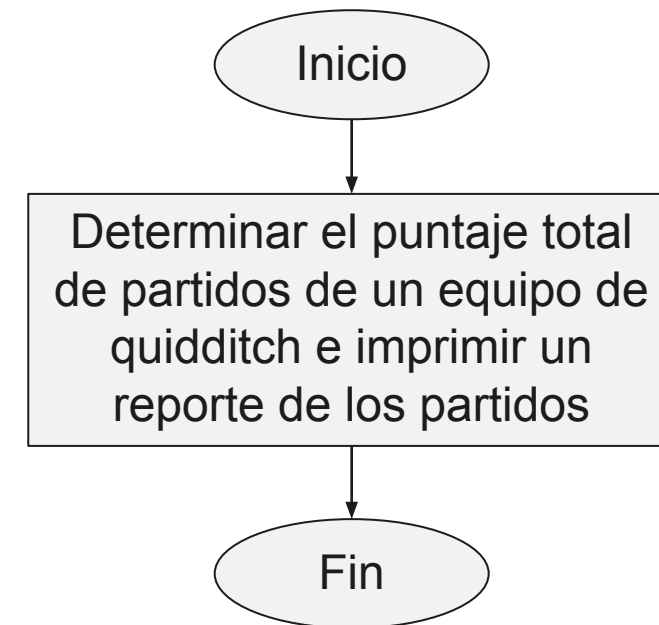 Inicio
Determinar el puntaje total
de partidos de un equipo de
quidditch e imprimir un
reporte de los partidos
Fin